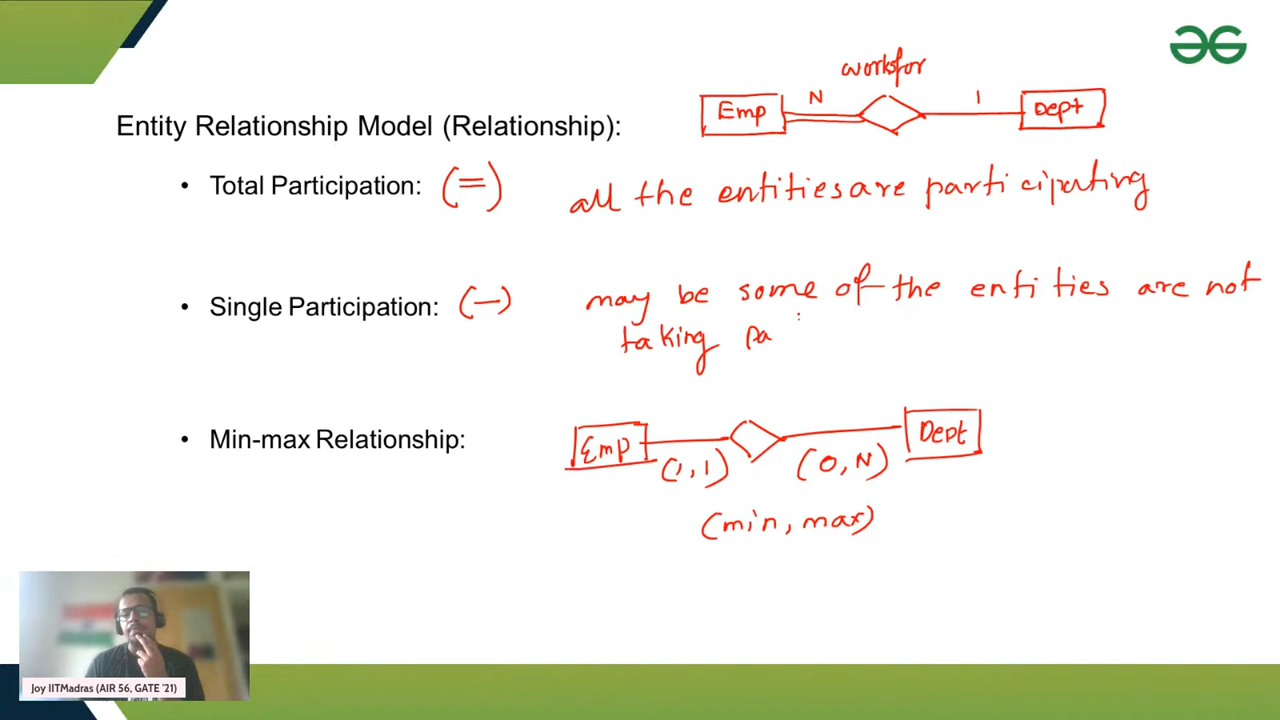 worksfor
Emp N 1 Dept
Entity Relationship Model (Relationship):
• Total Participation: (=) all the entities are participating
• Single Participation: (—) may be some of the entities are not
taking pa
• Min-max Relationship: Emp (1,1) (0,N) Dept
(min, max)
Joy IITMadras (AIR 56, GATE '21)